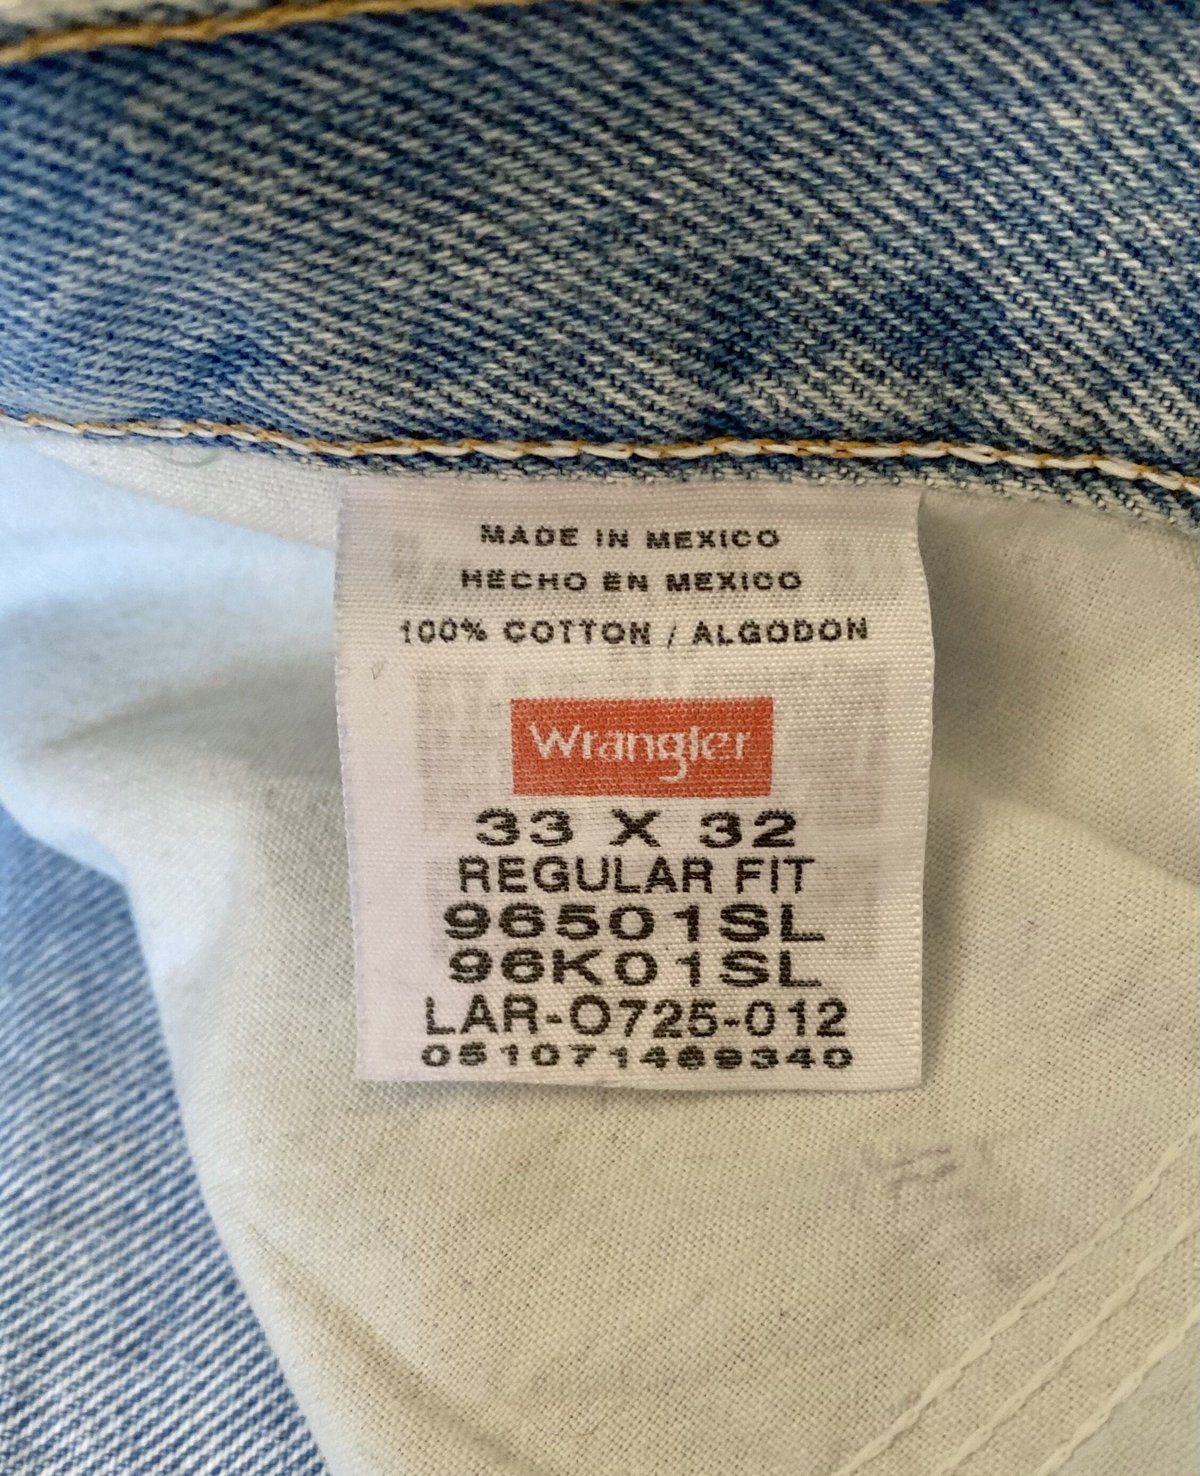 MADE IN MEXICO
HECHO EN MEXICO
100% COTTON / ALGODON
Wrangler
33 X 32
REGULAR FIT
96501SL
96K01SL
LAR-O725-012
051071469340